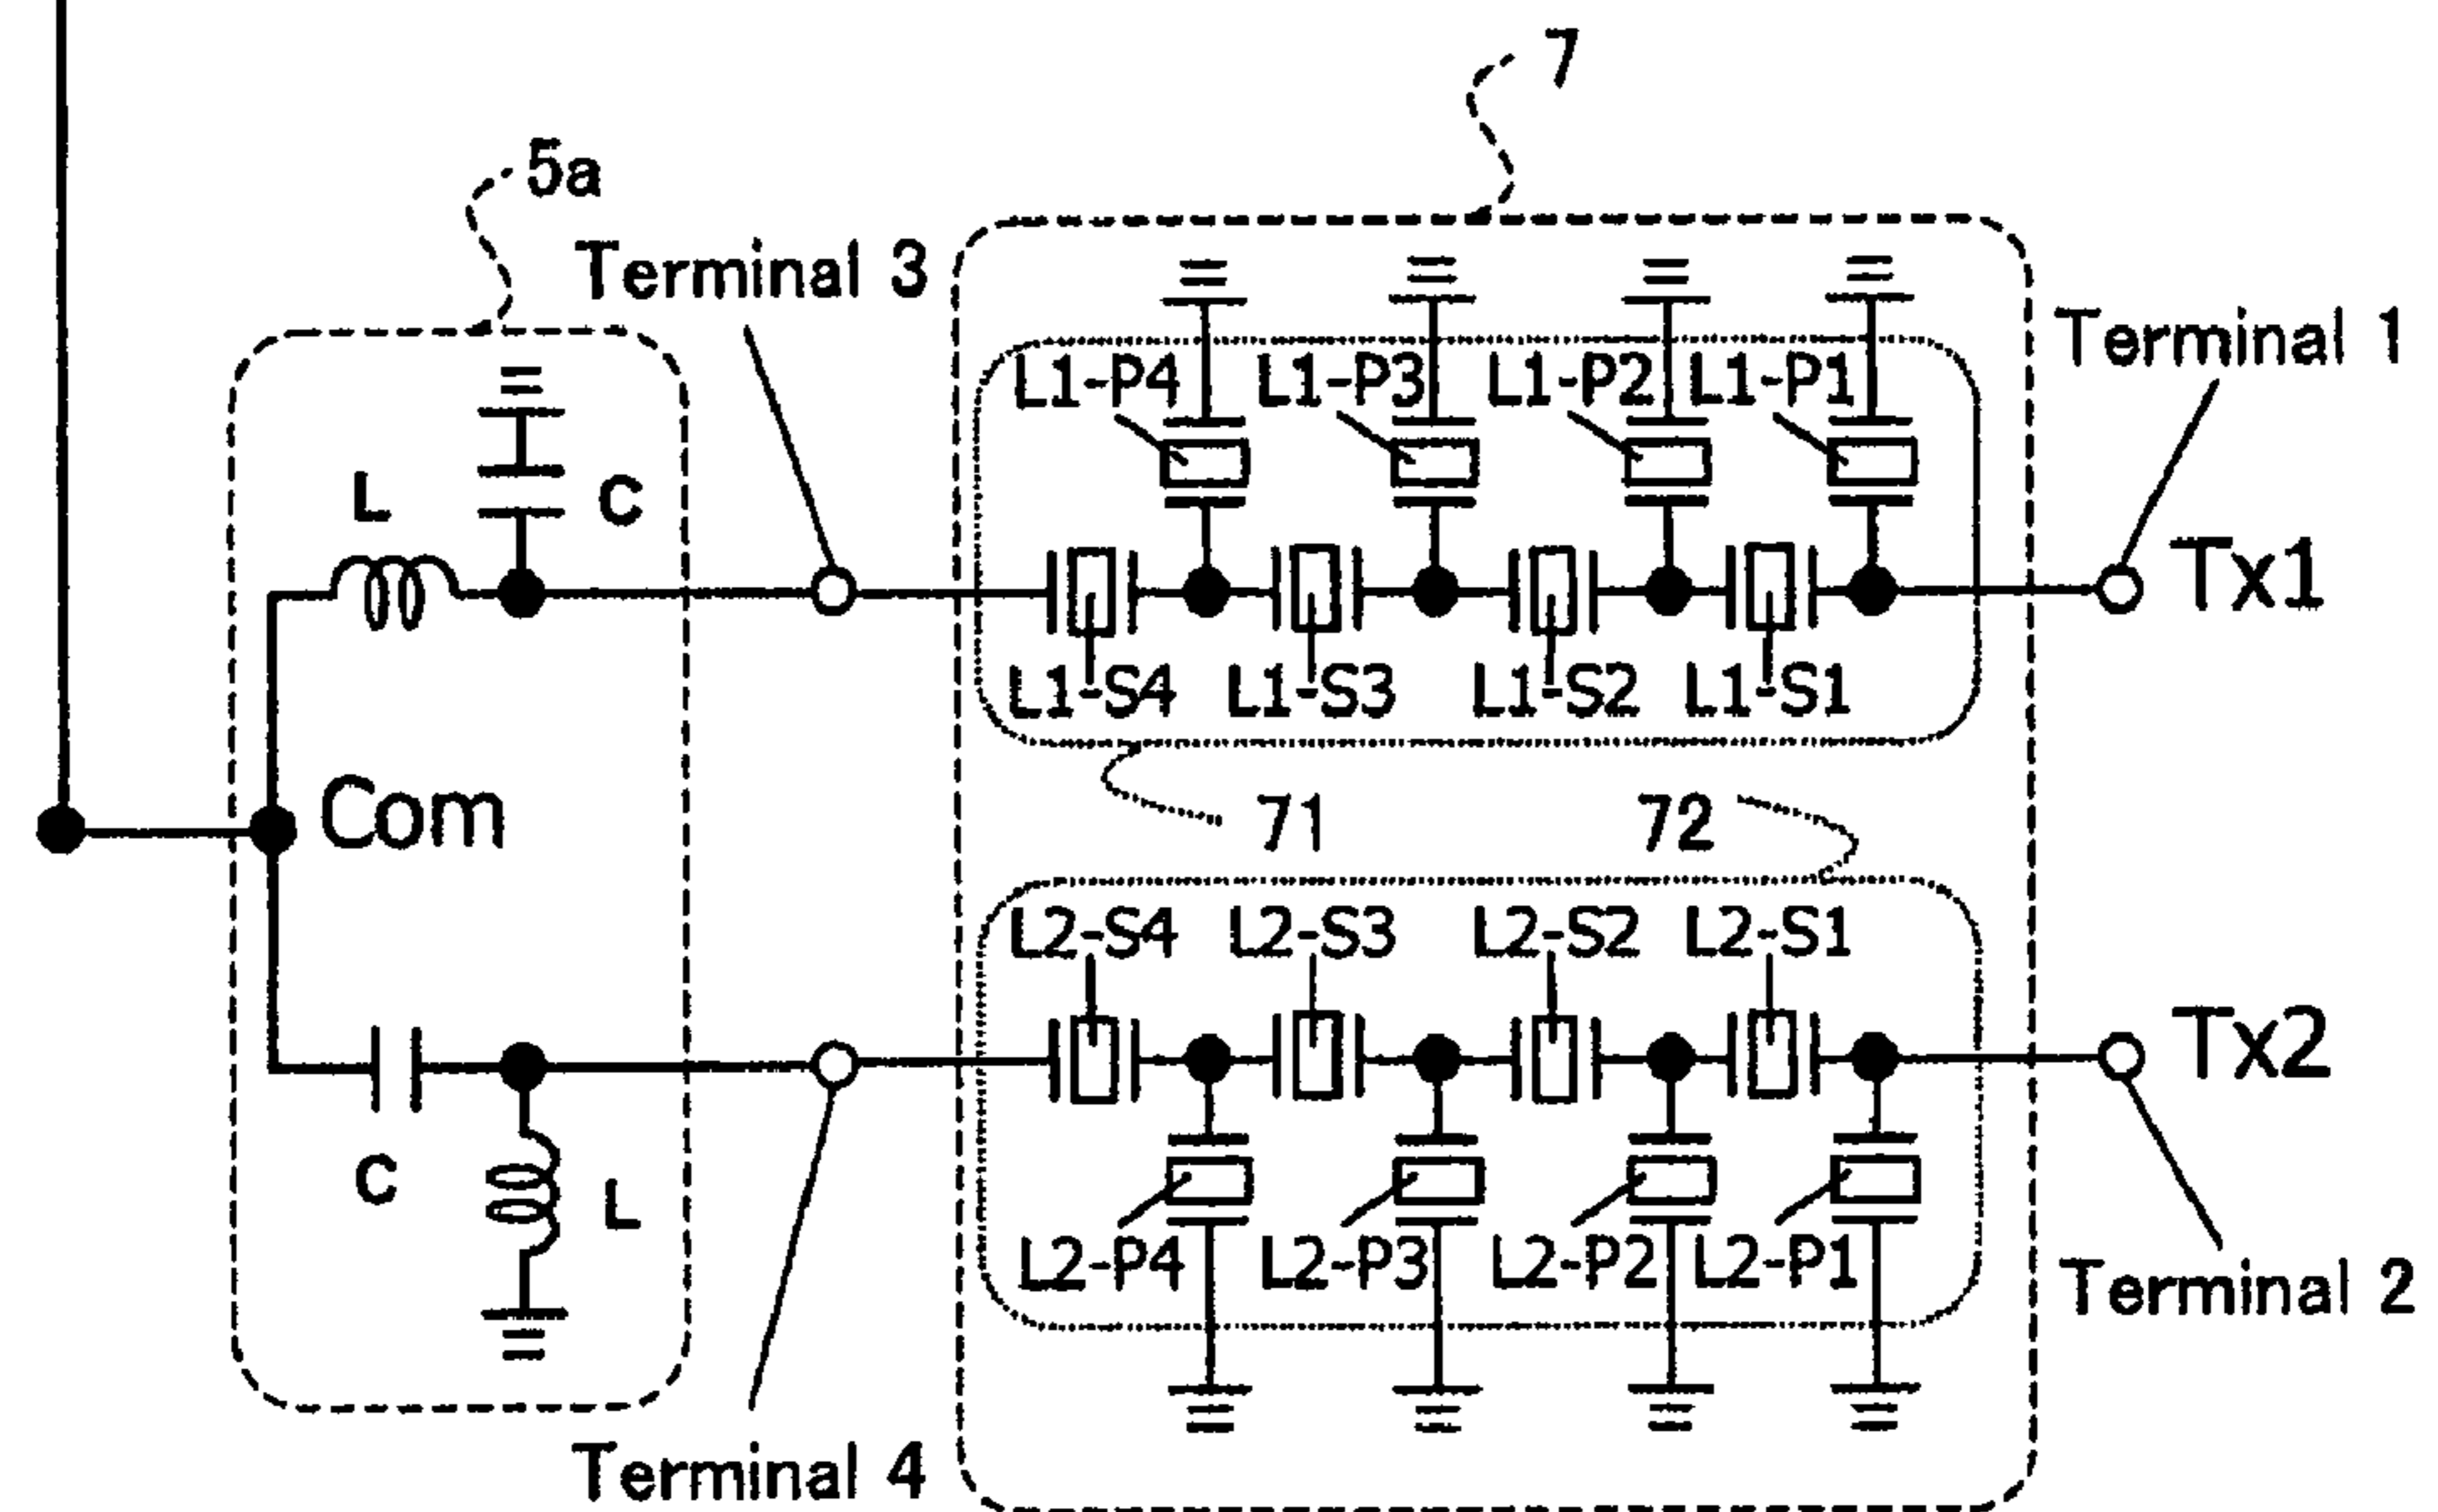 7
5a
Terminal 3
Terminal 1
L1-P4 L1-P3 L1-P2 L1-P1
L C
Tx1
L1-S4 L1-S3 L1-S2 L1-S1
Com
71 72
L2-S4 L2-S3 L2-S2 L2-S1
Tx2
C L
L2-P4 L2-P3 L2-P2 L2-P1
Terminal 2
Terminal 4